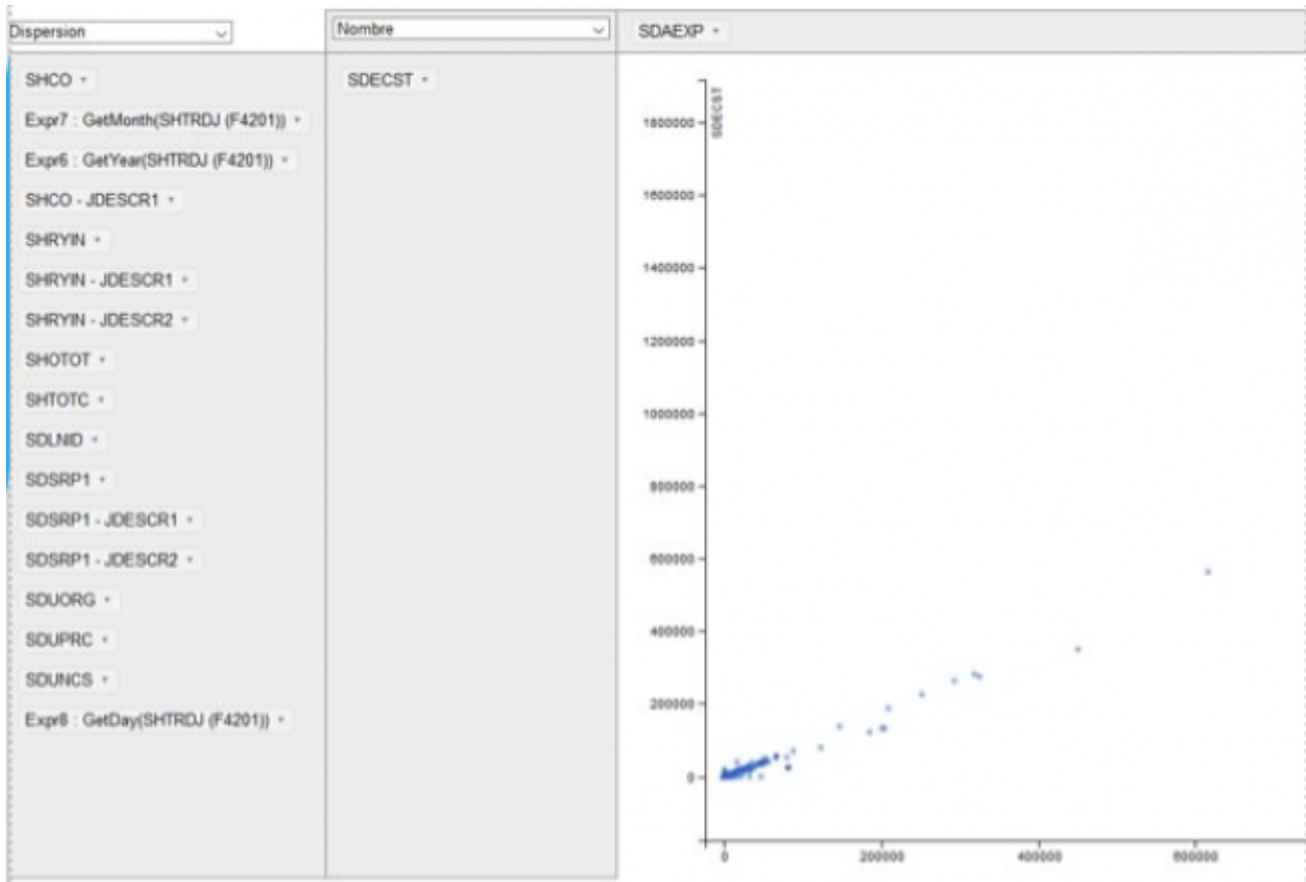 Dispersion
Nombre
SDAEXP
SHCO
SDECST
Expr7 : GetMonth(SHTRDJ (F4201))
Expr6 : GetYear(SHTRDJ (F4201))
SHCO - JDESCR1
SHRYIN
SHRYIN - JDESCR1
SHRYIN - JDESCR2
SHOTOT
SHTOTC
SDLNID
SDSRP1
SDSRP1 - JDESCR1
SDSRP1 - JDESCR2
SDUORG
SDUPRC
SDUNCS
Expr8 : GetDay(SHTRDJ (F4201))
SDECST
1800000
1600000
1400000
1200000
1000000
800000
600000
400000
200000
0
0 200000 400000 600000